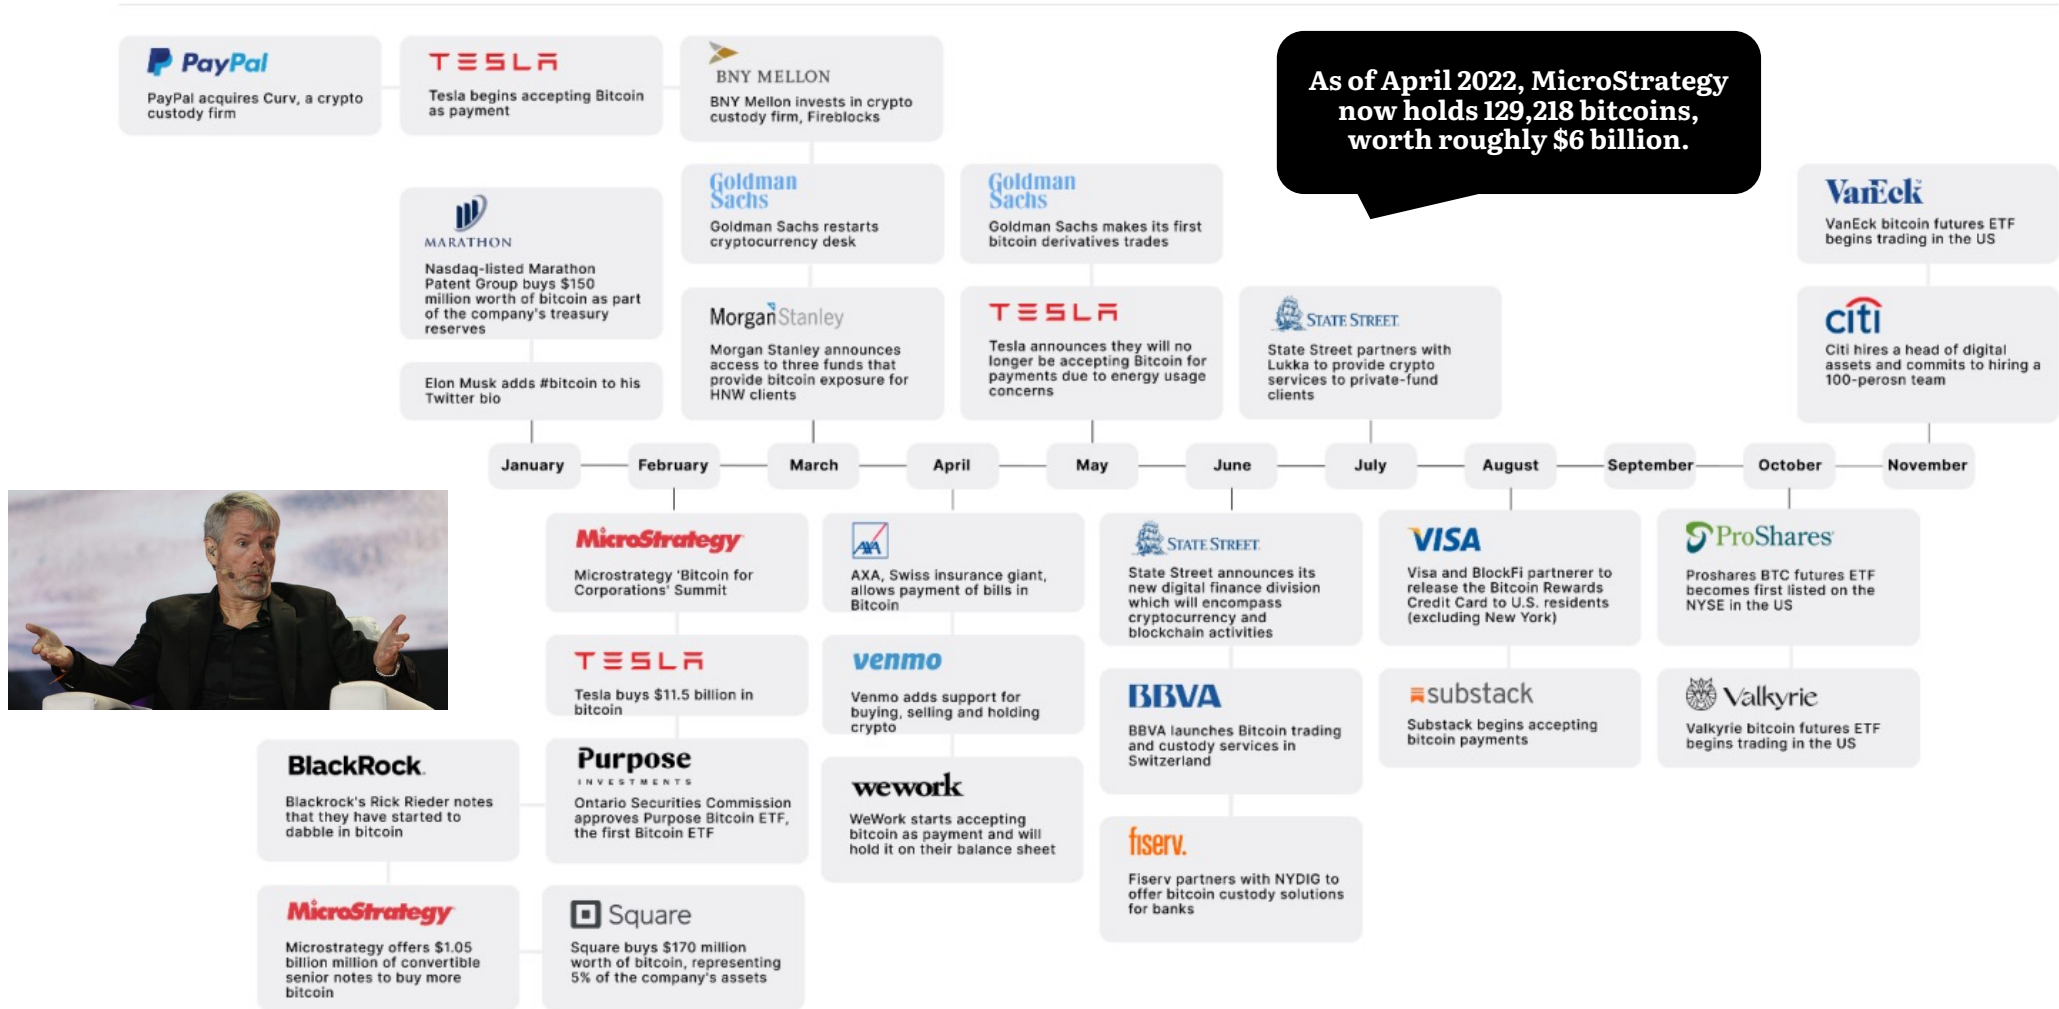 PayPal
PayPal acquires Curv, a crypto
custody firm
TESLA
Tesla begins accepting Bitcoin
as payment
BNY MELLON
BNY Mellon invests in crypto
custody firm, Fireblocks
As of April 2022, MicroStrategy
now holds 129,218 bitcoins,
worth roughly $6 billion.
MARATHON
Nasdaq-listed Marathon
Patent Group buys $150
million worth of bitcoin as part
of the company's treasury
reserves
Goldman
Sachs
Goldman Sachs restarts
cryptocurrency desk
Goldman
Sachs
Goldman Sachs makes its first
bitcoin derivatives trades
VanEck
VanEck bitcoin futures ETF
begins trading in the US
Elon Musk adds #bitcoin to his
Twitter bio
Morgan Stanley
Morgan Stanley announces
access to three funds that
provide bitcoin exposure for
HNW clients
TESLA
Tesla announces they will no
longer be accepting Bitcoin for
payments due to energy usage
concerns
STATE STREET
State Street partners with
Lukka to provide crypto
services to private-fund
clients
citi
Citi hires a head of digital
assets and commits to hiring a
100-perosn team
January
February
March
April
May
June
July
August
September
October
November
MicroStrategy
Microstrategy 'Bitcoin for
Corporations' Summit
AXA
AXA, Swiss insurance giant,
allows payment of bills in
Bitcoin
STATE STREET
State Street announces its
new digital finance division
which will encompass
cryptocurrency and
blockchain activities
VISA
Visa and BlockFi partnerer to
release the Bitcoin Rewards
Credit Card to U.S. residents
(excluding New York)
ProShares
Proshares BTC futures ETF
becomes first listed on the
NYSE in the US
TESLA
Tesla buys $11.5 billion in
bitcoin
venmo
Venmo adds support for
buying, selling and holding
crypto
BBVA
BBVA launches Bitcoin trading
and custody services in
Switzerland
substack
Substack begins accepting
bitcoin payments
Valkyrie
Valkyrie bitcoin futures ETF
begins trading in the US
BlackRock.
Blackrock's Rick Rieder notes
that they have started to
dabble in bitcoin
Purpose
INVESTMENTS
Ontario Securities Commission
approves Purpose Bitcoin ETF,
the first Bitcoin ETF
wework
WeWork starts accepting
bitcoin as payment and will
hold it on their balance sheet
fiserv.
Fiserv partners with NYDIG to
offer bitcoin custody solutions
for banks
MicroStrategy
Microstrategy offers $1.05
billion million of convertible
senior notes to buy more
bitcoin
Square
Square buys $170 million
worth of bitcoin, representing
5% of the company's assets